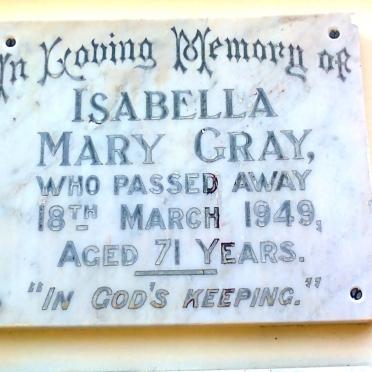 In Loving Memory of
ISABELLA
MARY GRAY,
WHO PASSED AWAY
18TH MARCH 1949,
AGED 71 YEARS.
"IN GOD'S KEEPING."